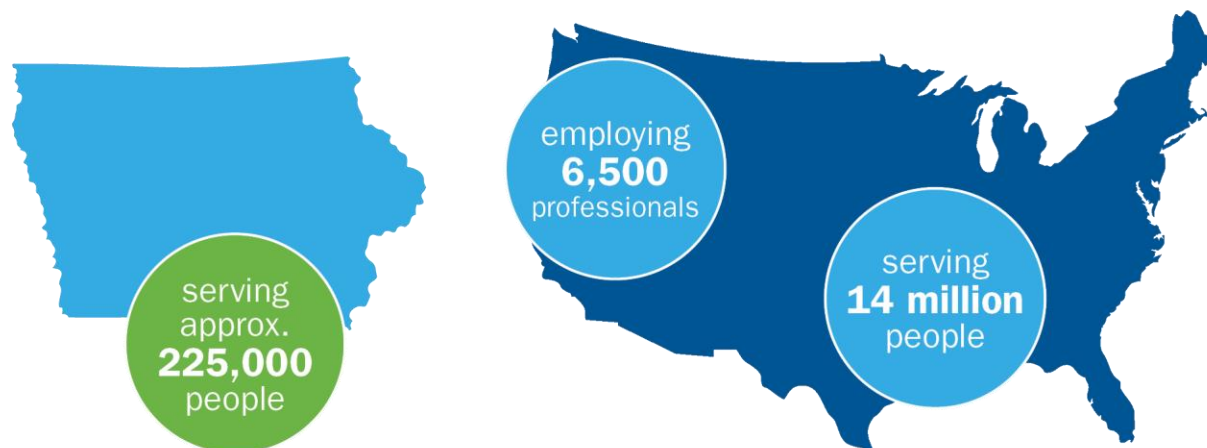 serving
approx.
225,000
people
employing
6,500
professionals
serving
14 million
people